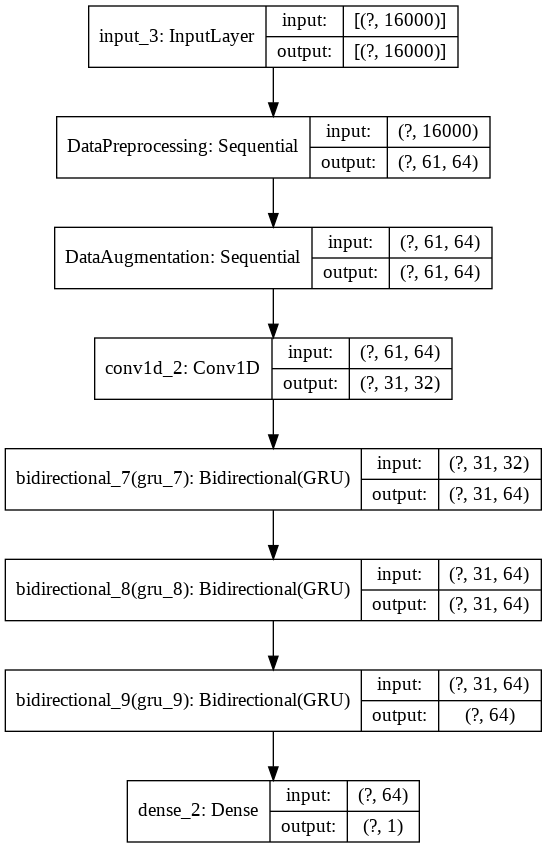 input_3: InputLayer
input: [(?, 16000)]
output: [(?, 16000)]
DataPreprocessing: Sequential
input: (?, 16000)
output: (?, 61, 64)
DataAugmentation: Sequential
input: (?, 61, 64)
output: (?, 61, 64)
conv1d_2: Conv1D
input: (?, 61, 64)
output: (?, 31, 32)
bidirectional_7(gru_7): Bidirectional(GRU)
input: (?, 31, 32)
output: (?, 31, 64)
bidirectional_8(gru_8): Bidirectional(GRU)
input: (?, 31, 64)
output: (?, 31, 64)
bidirectional_9(gru_9): Bidirectional(GRU)
input: (?, 31, 64)
output: (?, 64)
dense_2: Dense
input: (?, 64)
output: (?, 1)